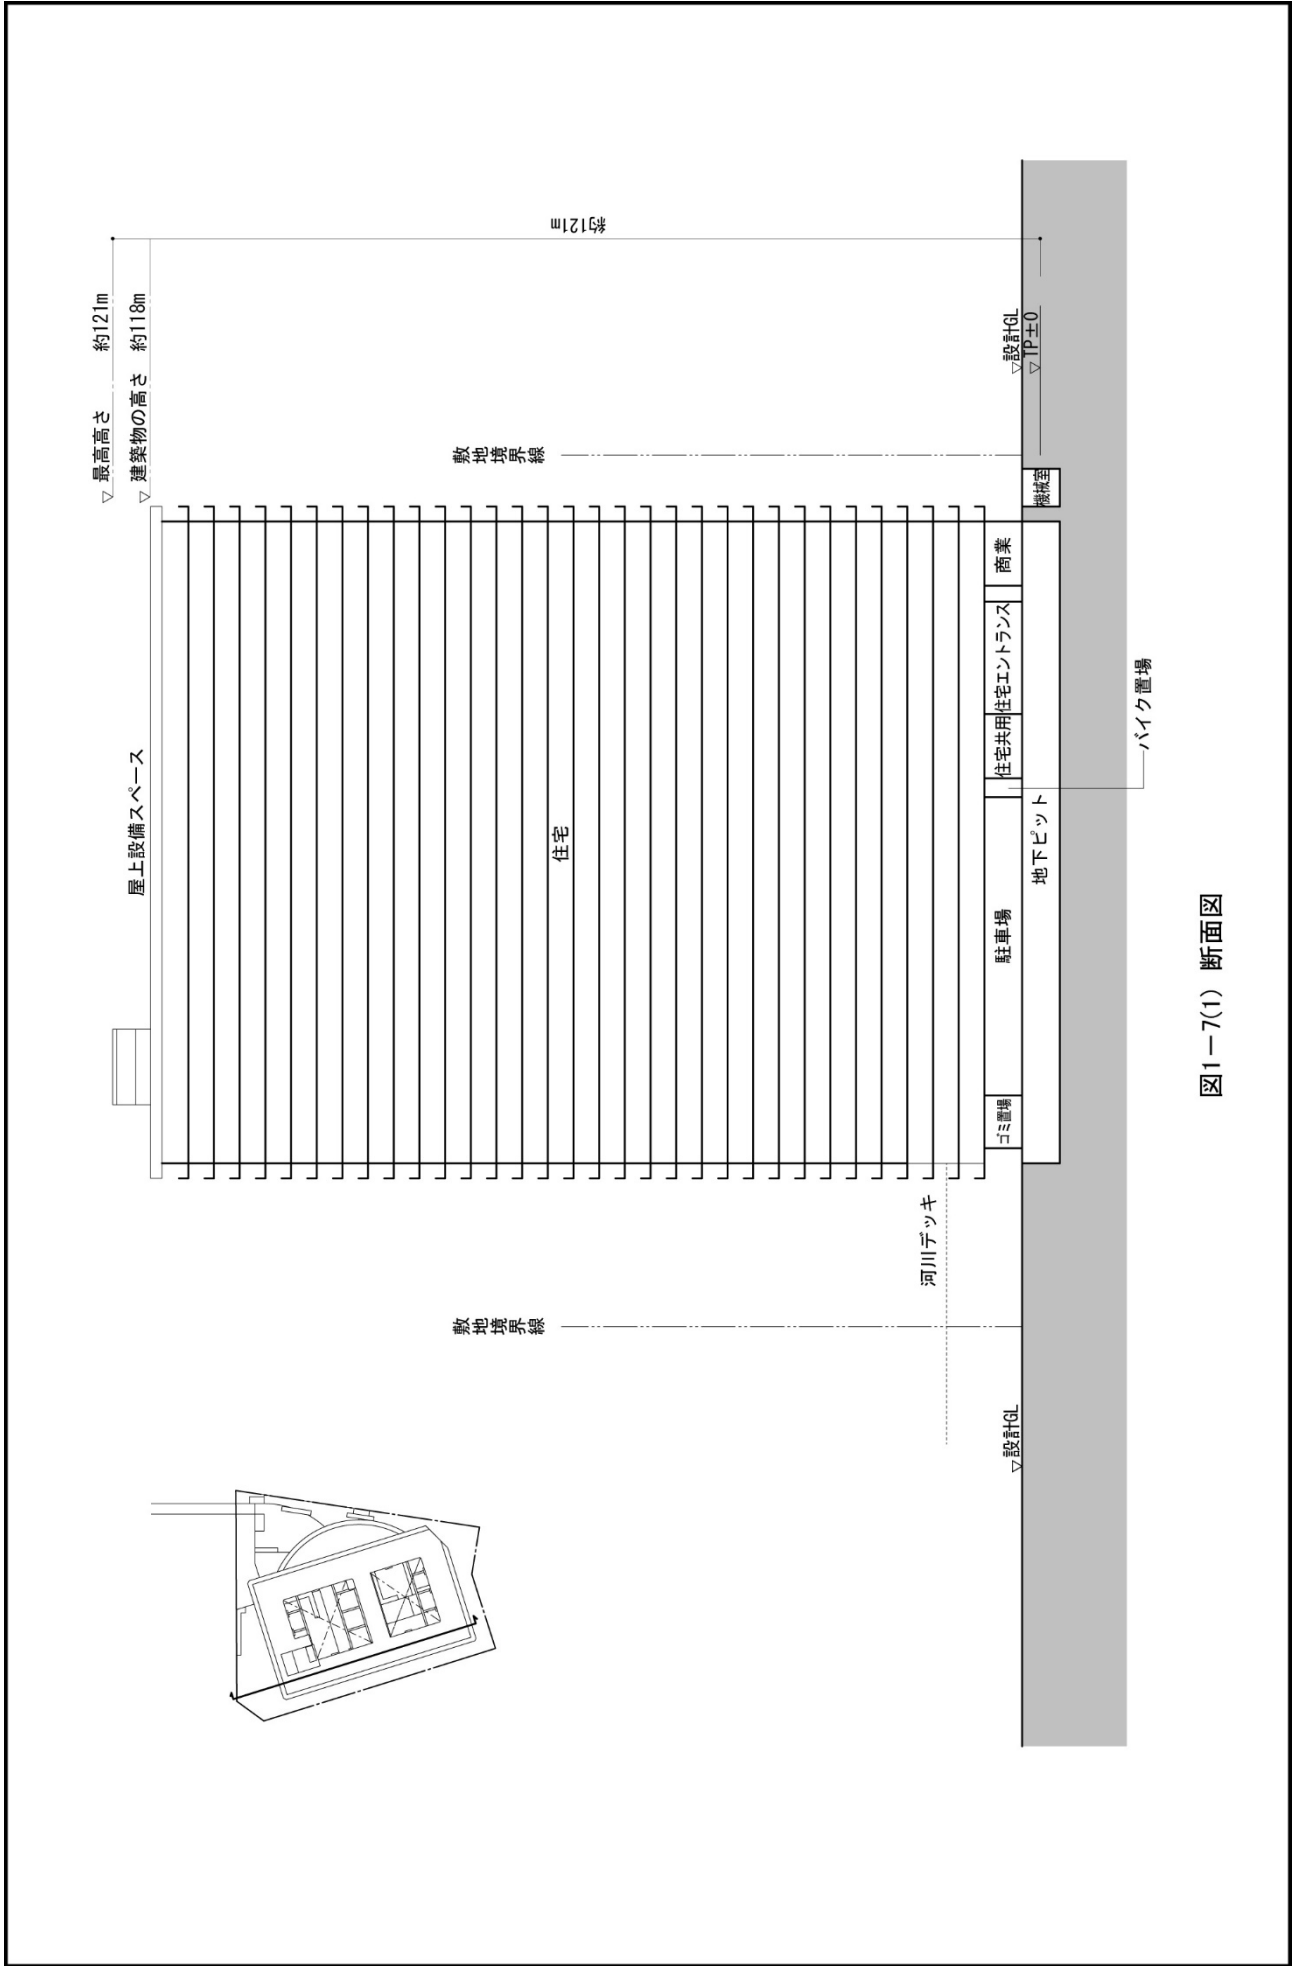 ▽最高高さ 約121m
▽建築物の高さ 約118m
約121m
屋上設備スペース
敷地境界線
敷地境界線
住宅
河川デッキ
▽設計GL
▽設計GL
▽TP±0
ゴミ置場
駐車場
住宅共用
住宅エントランス
商業
機械室
地下ピット
バイク置場
図1－7(1) 断面図